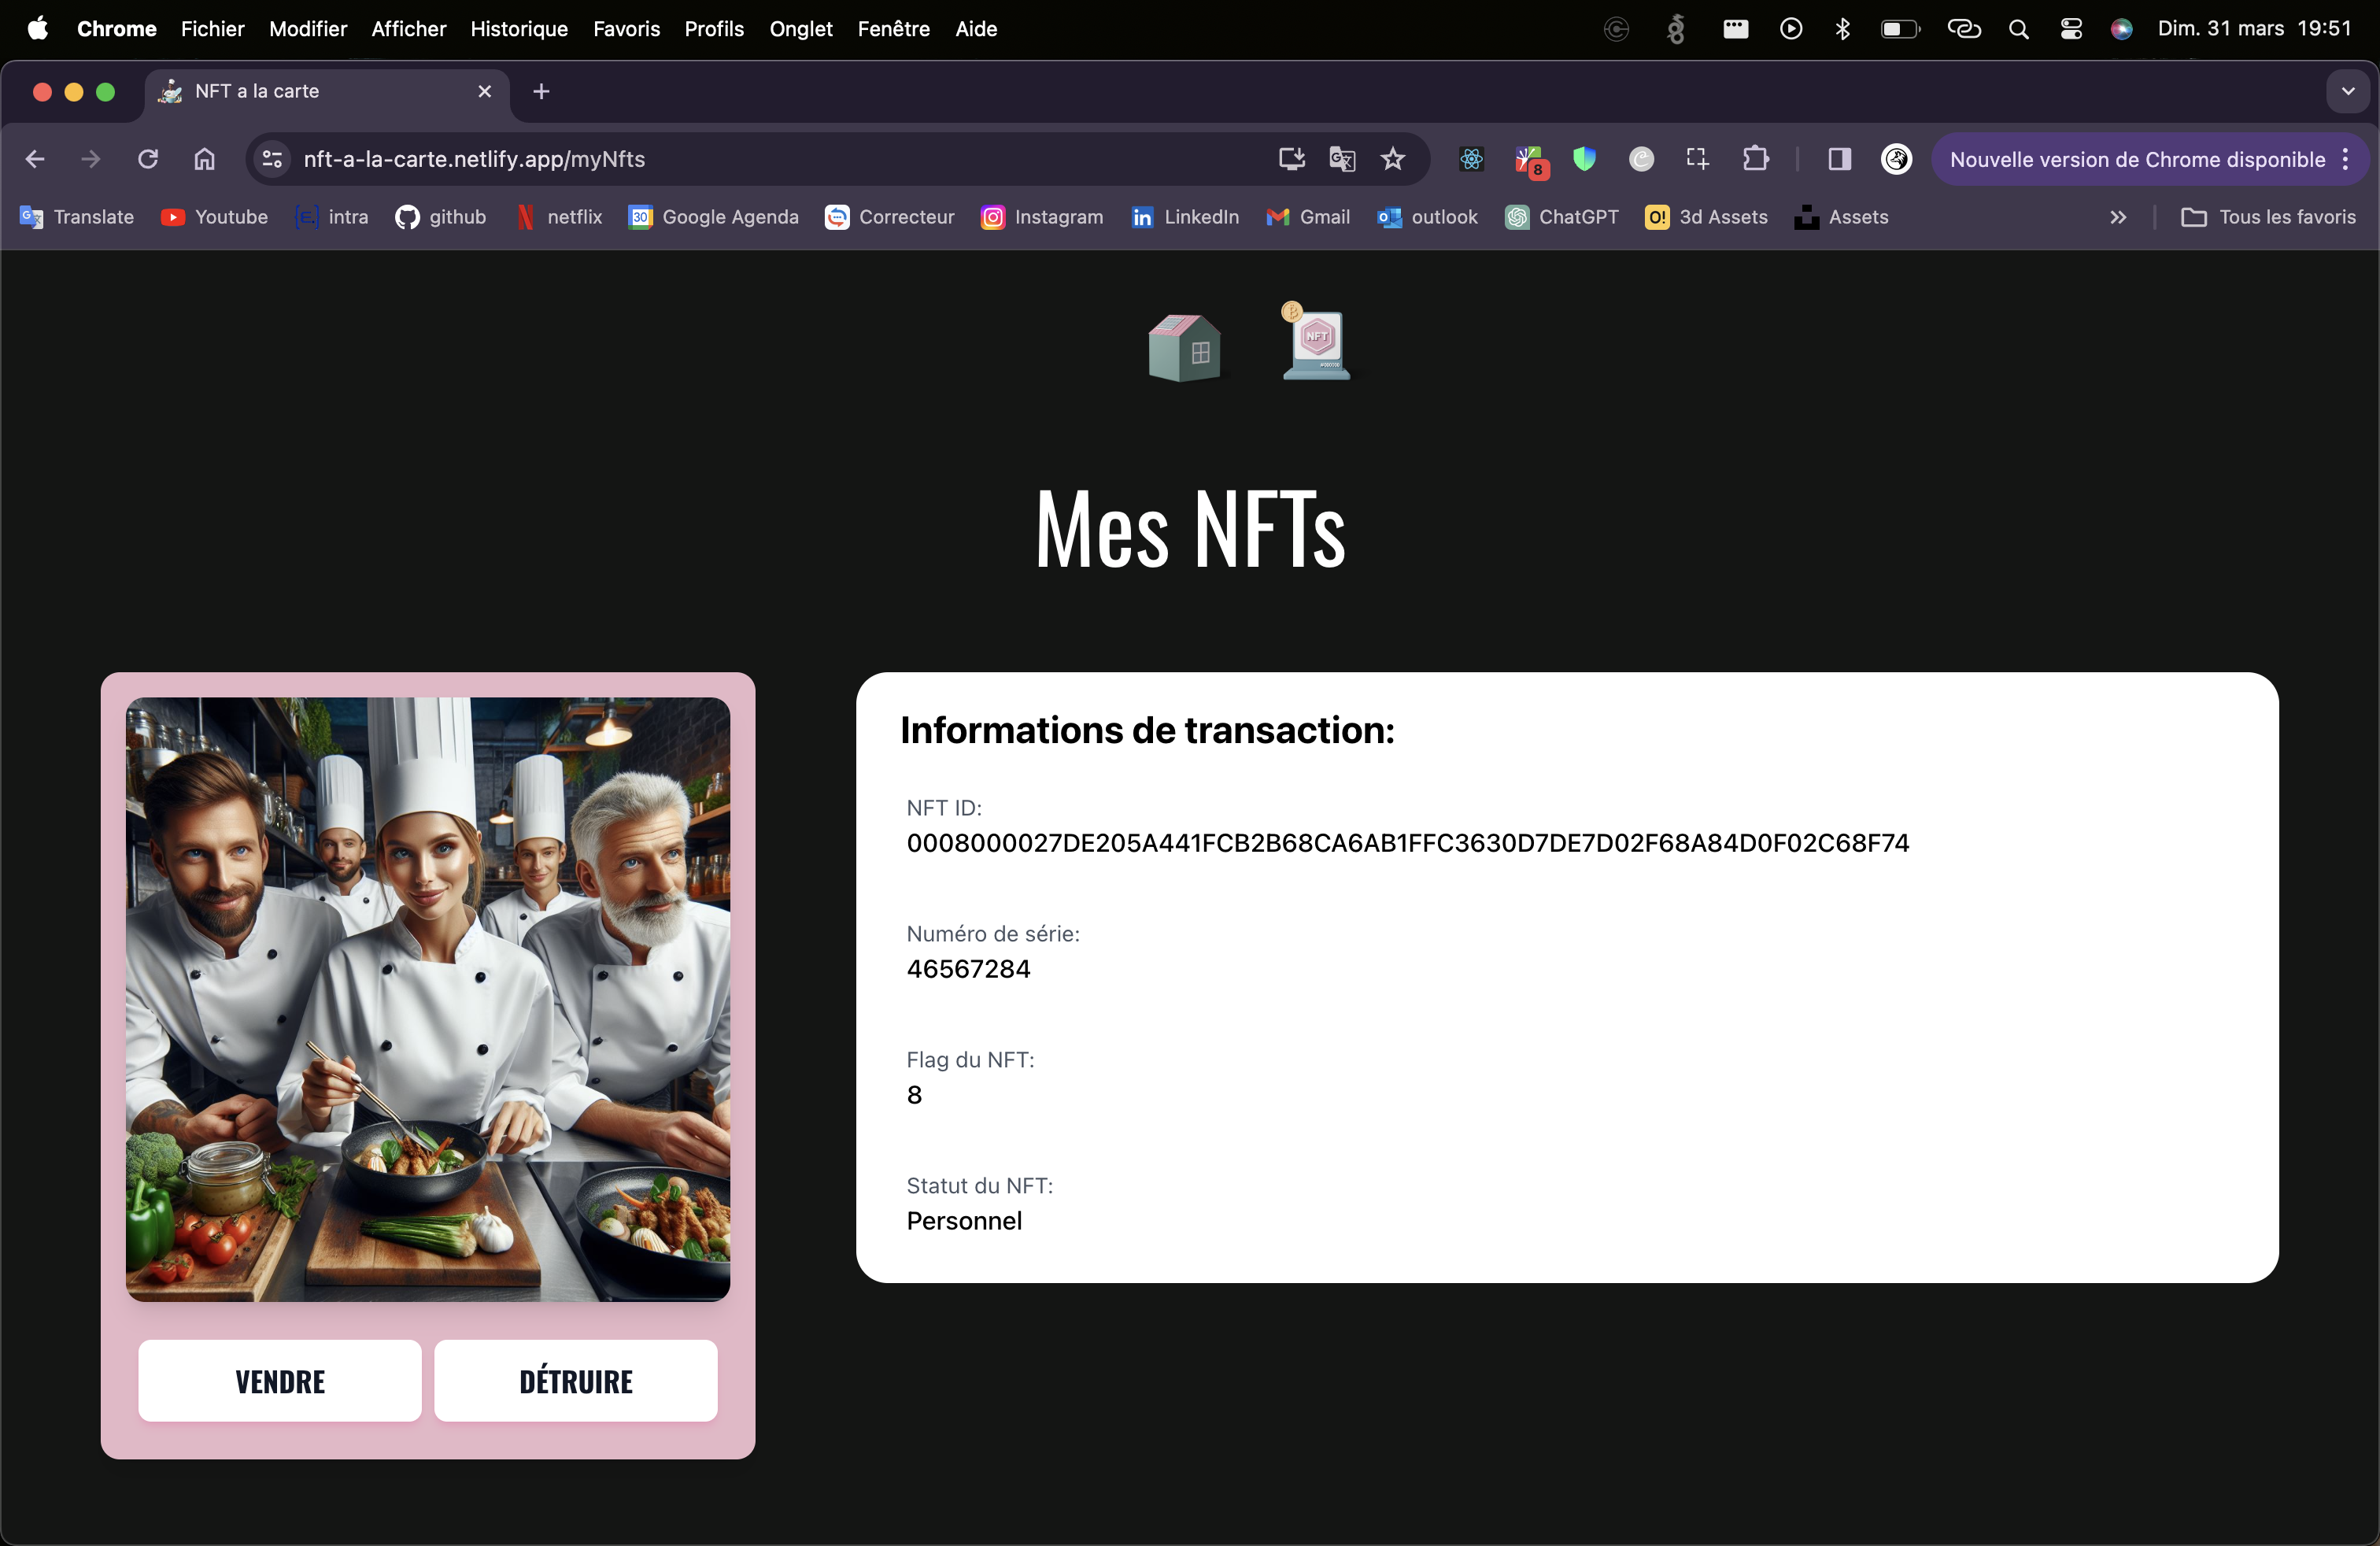 Chrome Fichier Modifier Afficher Historique Favoris Profils Onglet Fenêtre Aide Dim. 31 mars 19:51
NFT a la carte
nft-a-la-carte.netlify.app/myNfts 8 Nouvelle version de Chrome disponible
Translate Youtube {E.} intra github netflix 30 Google Agenda Correcteur Instagram LinkedIn Gmail outlook ChatGPT O! 3d Assets Assets Tous les favoris
NFT
Mes NFTs
Informations de transaction:
NFT ID:
0008000027DE205A441FCB2B68CA6AB1FFC3630D7DE7D02F68A84D0F02C68F74
Numéro de série:
46567284
Flag du NFT:
8
Statut du NFT:
Personnel
VENDRE DÉTRUIRE